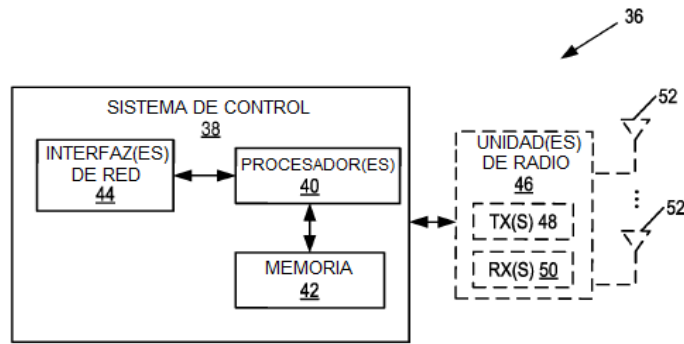 36
SISTEMA DE CONTROL
38
INTERFAZ(ES)
DE RED
44
PROCESADOR(ES)
40
MEMORIA
42
UNIDAD(ES)
DE RADIO
46
TX(S) 48
RX(S) 50
52
52